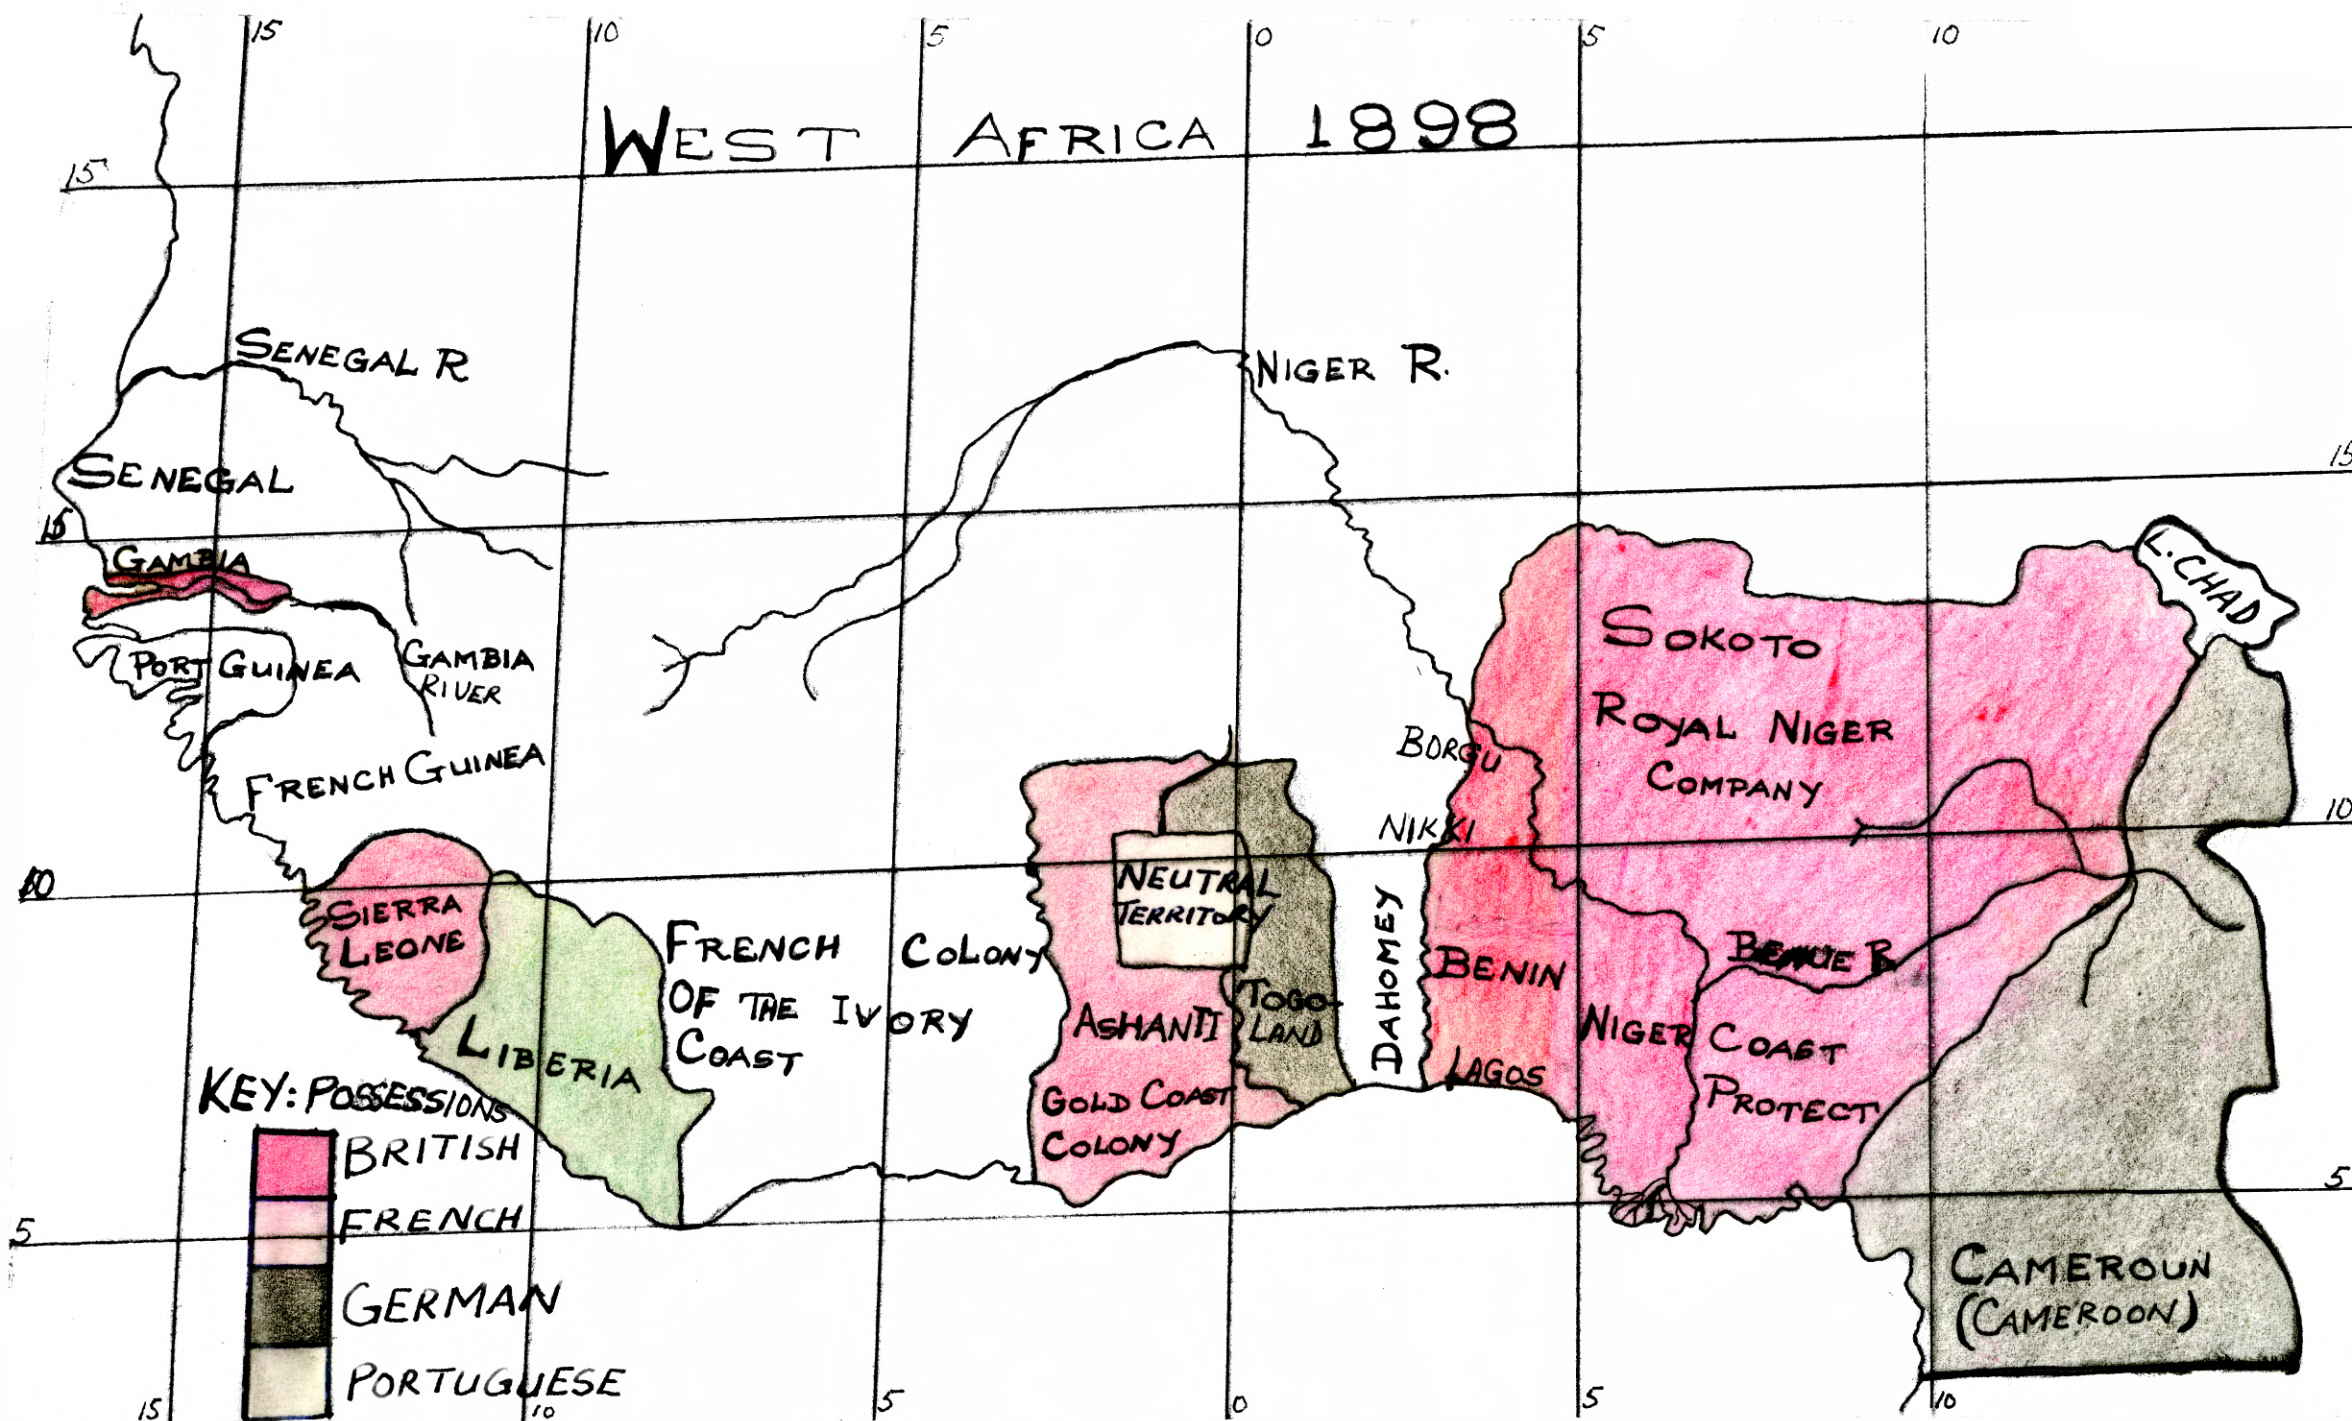 15 10 5 0 5 10
WEST AFRICA 1898
15
SENEGAL R
NIGER R.
SENEGAL
15
15
GAMBIA
L. CHAD
SOKOTO
PORT GUINEA
GAMBIA
RIVER
ROYAL NIGER
COMPANY
BORGU
FRENCH GUINEA
NIKKI
10
10
NEUTRAL
TERRITORY
SIERRA
LEONE
FRENCH COLONY
OF THE IVORY
COAST
DAHOMEY
BENIN
BENUE R
ASHANTI
TOGO-
LAND
NIGER COAST
PROTECT
LIBERIA
LAGOS
GOLD COAST
COLONY
KEY: POSSESSIONS
BRITISH
FRENCH
GERMAN
PORTUGUESE
5
5
CAMEROUN
(CAMEROON)
15 10 5 0 5 10